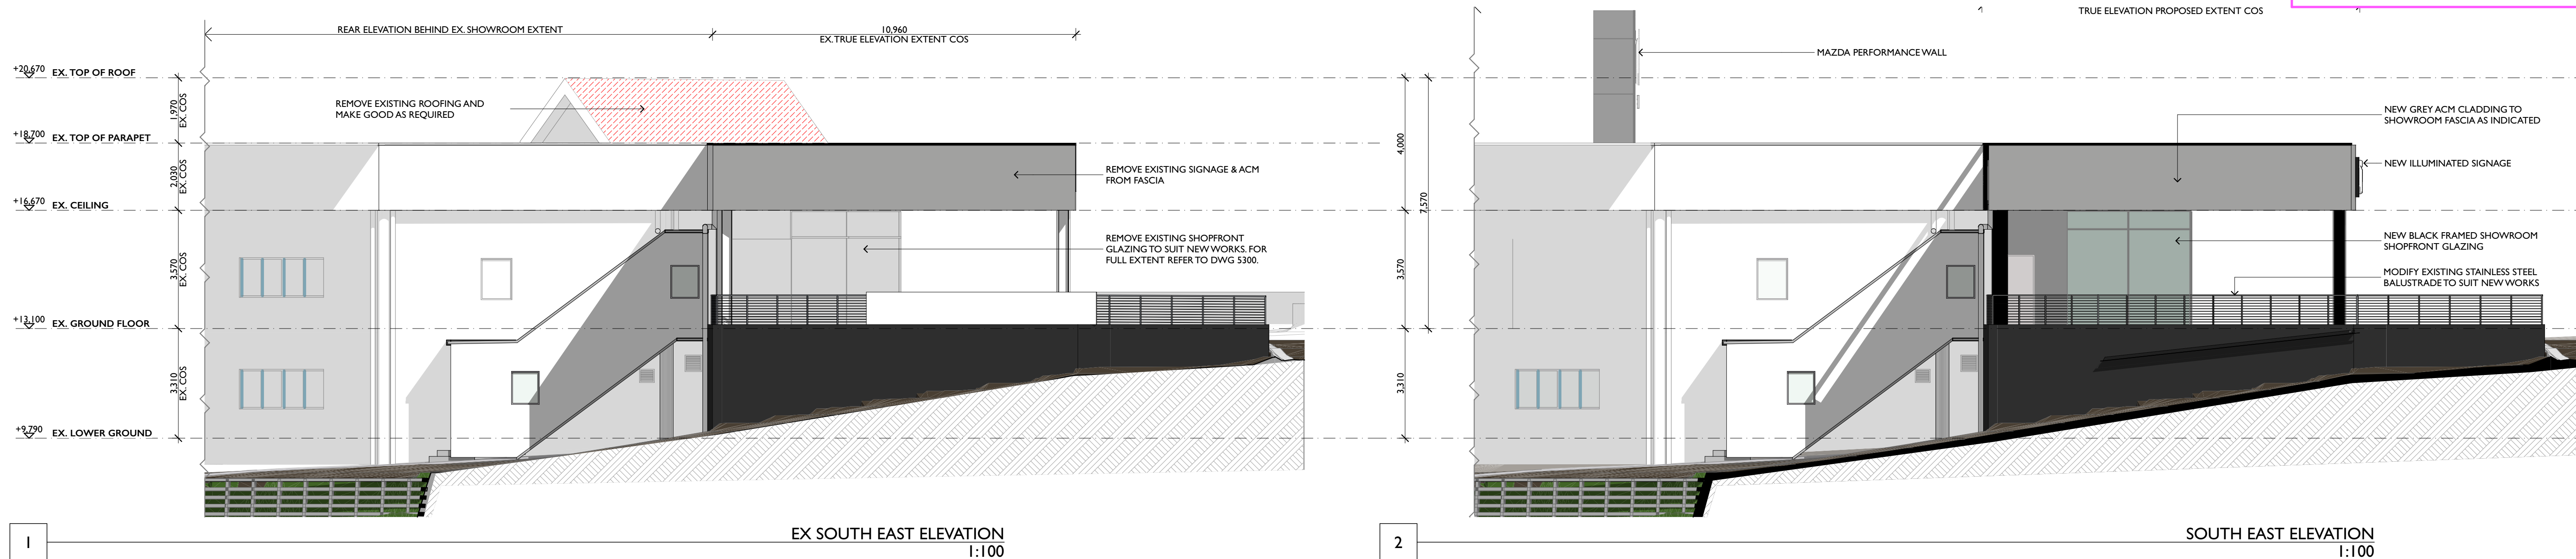 REAR ELEVATION BEHIND EX. SHOWROOM EXTENT
10,960
EX.TRUE ELEVATION EXTENT COS
+20,670 EX. TOP OF ROOF
1,970
EX. COS
REMOVE EXISTING ROOFING AND
MAKE GOOD AS REQUIRED
+18,700 EX. TOP OF PARAPET
2,030
EX. COS
REMOVE EXISTING SIGNAGE & ACM
FROM FASCIA
+16,670 EX. CEILING
3,570
EX. COS
REMOVE EXISTING SHOPFRONT
GLAZING TO SUIT NEW WORKS. FOR
FULL EXTENT REFER TO DWG 5300.
+13,100 EX. GROUND FLOOR
3,310
EX. COS
+9,790 EX. LOWER GROUND
1
EX SOUTH EAST ELEVATION
1:100
TRUE ELEVATION PROPOSED EXTENT COS
MAZDA PERFORMANCE WALL
4,000
7,570
3,570
3,310
NEW GREY ACM CLADDING TO
SHOWROOM FASCIA AS INDICATED
NEW ILLUMINATED SIGNAGE
NEW BLACK FRAMED SHOWROOM
SHOPFRONT GLAZING
MODIFY EXISTING STAINLESS STEEL
BALUSTRADE TO SUIT NEW WORKS
2
SOUTH EAST ELEVATION
1:100